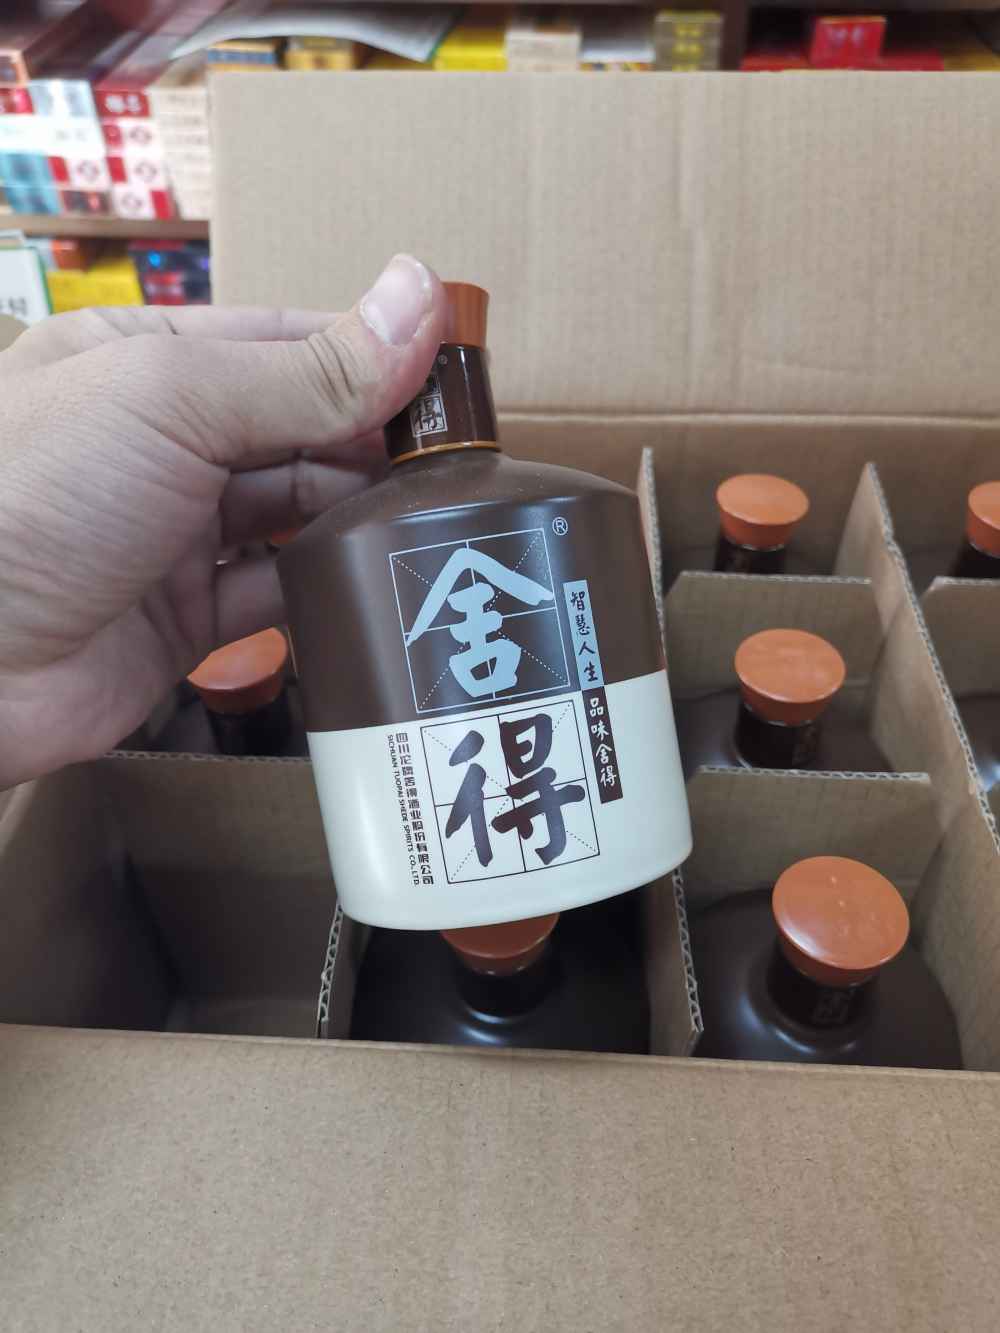 得
舍
®
得
智慧人生
品味舍得
四川沱牌舍得酒业股份有限公司
SICHUAN TUOPAI SHEDE SPIRITS CO.,LTD.